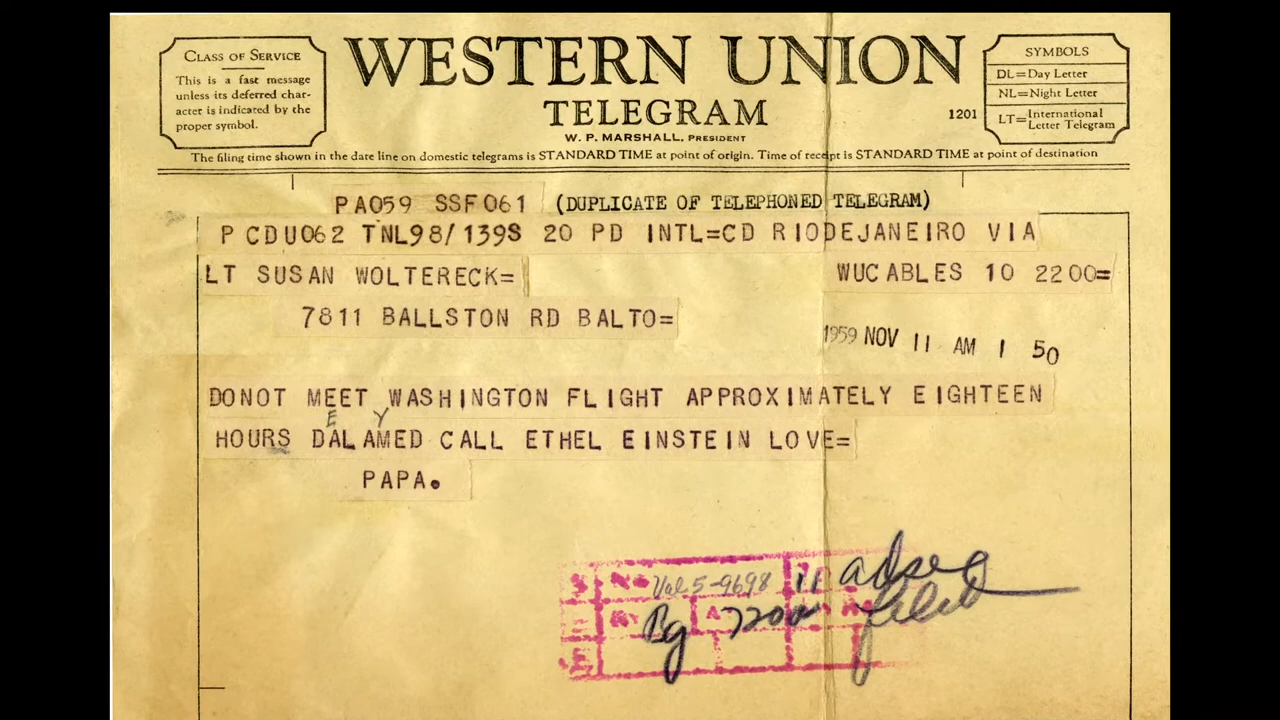 CLASS OF SERVICE
This is a fast message
unless its deferred char-
acter is indicated by the
proper symbol.
WESTERN UNION
TELEGRAM
W. P. MARSHALL, PRESIDENT
1201
SYMBOLS
DL=Day Letter
NL=Night Letter
LT=International Letter Telegram
The filing time shown in the date line on domestic telegrams is STANDARD TIME at point of origin. Time of receipt is STANDARD TIME at point of destination
PA059 SSF061 (DUPLICATE OF TELEPHONED TELEGRAM)
P CDU062 TNL98/139S 20 PD INTL=CD RIODEJANEIRO VIA
LT SUSAN WOLTERECK= WUCABLES 10 2200=
7811 BALLSTON RD BALTO=
1959 NOV 11 AM 1 50
DONOT MEET WASHINGTON FLIGHT APPROXIMATELY EIGHTEEN
E Y
HOURS DALAMED CALL ETHEL EINSTEIN LOVE=
PAPA.
5-9698